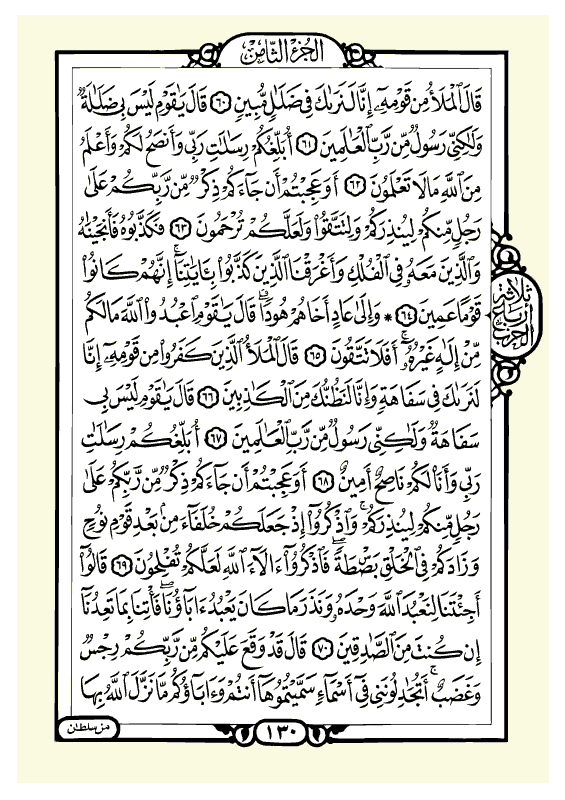 الجزء الثامن
قَالَ ٱلْمَلَأُ مِن قَوْمِهِۦٓ إِنَّا لَنَرَىٰكَ فِى ضَلَـٰلٍ مُّبِينٍ ٦٠ قَالَ يَـٰقَوْمِ لَيْسَ بِى ضَلَـٰلَةٌ
وَلَـٰكِنِّى رَسُولٌ مِّن رَّبِّ ٱلْعَـٰلَمِينَ ٦١ أُبَلِّغُكُمْ رِسَـٰلَـٰتِ رَبِّى وَأَنصَحُ لَكُمْ وَأَعْلَمُ
مِنَ ٱللَّهِ مَا لَا تَعْلَمُونَ ٦٢ أَوَعَجِبْتُمْ أَن جَآءَكُمْ ذِكْرٌ مِّن رَّبِّكُمْ عَلَىٰ
رَجُلٍ مِّنكُمْ لِيُنذِرَكُمْ وَلِتَتَّقُوا۟ وَلَعَلَّكُمْ تُرْحَمُونَ ٦٣ فَكَذَّبُوهُ فَأَنجَيْنَـٰهُ
وَٱلَّذِينَ مَعَهُۥ فِى ٱلْفُلْكِ وَأَغْرَقْنَا ٱلَّذِينَ كَذَّبُوا۟ بِـَٔايَـٰتِنَآ ۚ إِنَّهُمْ كَانُوا۟
قَوْمًا عَمِينَ ٦٤ * وَإِلَىٰ عَادٍ أَخَاهُمْ هُودًا ۗ قَالَ يَـٰقَوْمِ ٱعْبُدُوا۟ ٱللَّهَ مَا لَكُم
مِّنْ إِلَـٰهٍ غَيْرُهُۥٓ ۚ أَفَلَا تَتَّقُونَ ٦٥ قَالَ ٱلْمَلَأُ ٱلَّذِينَ كَفَرُوا۟ مِن قَوْمِهِۦٓ إِنَّا
لَنَرَىٰكَ فِى سَفَاهَةٍ وَإِنَّا لَنَظُنُّكَ مِنَ ٱلْكَـٰذِبِينَ ٦٦ قَالَ يَـٰقَوْمِ لَيْسَ بِى
سَفَاهَةٌ وَلَـٰكِنِّى رَسُولٌ مِّن رَّبِّ ٱلْعَـٰلَمِينَ ٦٧ أُبَلِّغُكُمْ رِسَـٰلَـٰتِ
رَبِّى وَأَنَا۠ لَكُمْ نَاصِحٌ أَمِينٌ ٦٨ أَوَعَجِبْتُمْ أَن جَآءَكُمْ ذِكْرٌ مِّن رَّبِّكُمْ عَلَىٰ
رَجُلٍ مِّنكُمْ لِيُنذِرَكُمْ ۚ وَٱذْكُرُوٓا۟ إِذْ جَعَلَكُمْ خُلَفَآءَ مِنۢ بَعْدِ قَوْمِ نُوحٍ
وَزَادَكُمْ فِى ٱلْخَلْقِ بَصْۜطَةً ۖ فَٱذْكُرُوٓا۟ ءَالَآءَ ٱللَّهِ لَعَلَّكُمْ تُفْلِحُونَ ٦٩ قَالُوٓا۟
أَجِئْتَنَا لِنَعْبُدَ ٱللَّهَ وَحْدَهُۥ وَنَذَرَ مَا كَانَ يَعْبُدُ ءَابَآؤُنَا ۖ فَأْتِنَا بِمَا تَعِدُنَآ
إِن كُنتَ مِنَ ٱلصَّـٰدِقِينَ ٧٠ قَالَ قَدْ وَقَعَ عَلَيْكُم مِّن رَّبِّكُمْ رِجْسٌ
وَغَضَبٌ ۖ أَتُجَـٰدِلُونَنِى فِىٓ أَسْمَآءٍ سَمَّيْتُمُوهَآ أَنتُمْ وَءَابَآؤُكُم مَّا نَزَّلَ ٱللَّهُ بِهَا
ثلاثة
أرباع
الحزب
من سلطان
١٣٠